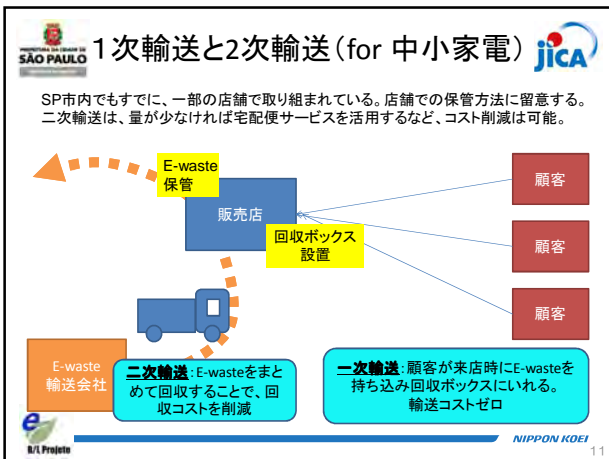 PREFEITURA DA CIDADE DE
SÃO PAULO
1次輸送と2次輸送(for 中小家電)
jica
SP市内でもすでに、一部の店舗で取り組まれている。店舗での保管方法に留意する。
二次輸送は、量が少なければ宅配便サービスを活用するなど、コスト削減は可能。
E-waste
保管
販売店
回収ボックス
設置
顧客
顧客
顧客
E-waste
輸送会社
二次輸送:E-wasteをまと
めて回収することで、回
収コストを削減
一次輸送:顧客が来店時にE-wasteを
持ち込み回収ボックスにいれる。
輸送コストゼロ
e
R/L Projeto
NIPPON KOEI
11